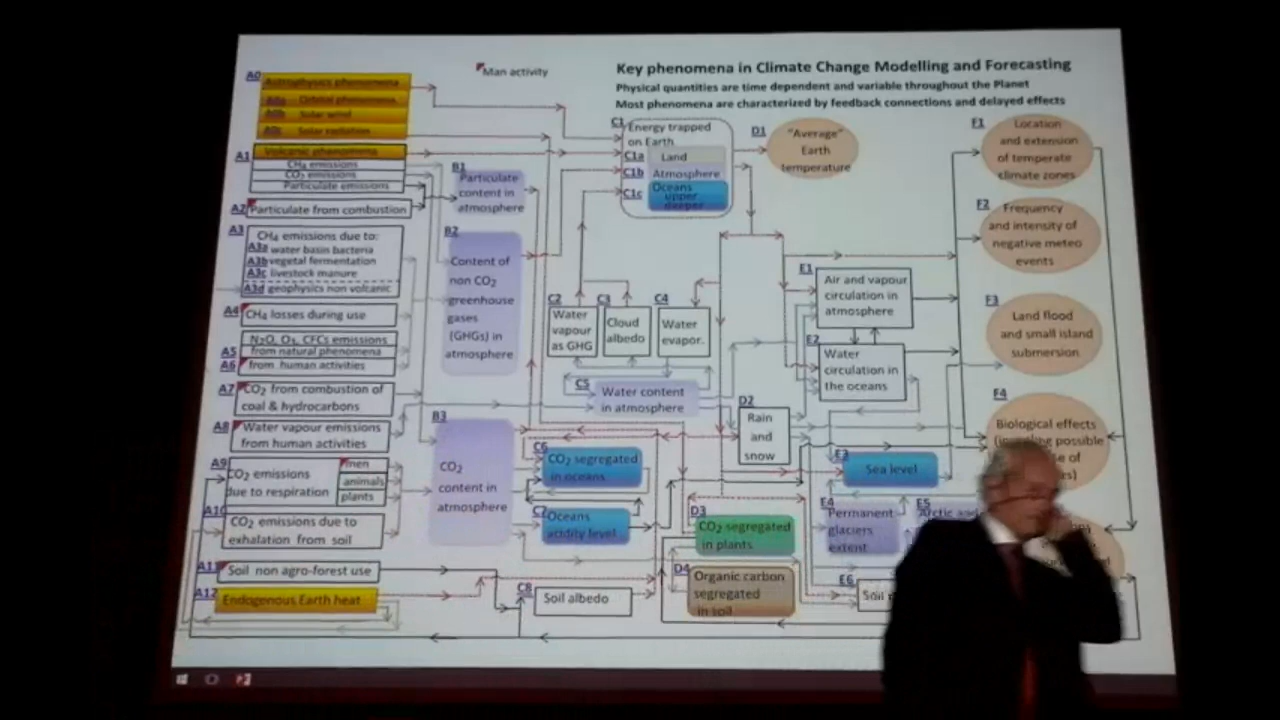 Key phenomena in Climate Change Modelling and Forecasting
Physical quantities are time dependent and variable throughout the Planet
Most phenomena are characterized by feedback connections and delayed effects
Man activity
A0
Astrophysics phenomena
A0a Orbital phenomena
A0b Solar wind
A0c Solar radiation
A1
Volcanic phenomena
CH₄ emissions
CO₂ emissions
Particulate emissions
A2
Particulate from combustion
A3
CH₄ emissions due to:
A3a water basin bacteria
A3b vegetal fermentation
A3c livestock manure
A3d geophysics non volcanic
A4
CH₄ losses during use
N₂O, O₃, CFCs emissions
A5 from natural phenomena
A6 from human activities
A7
CO₂ from combustion of
coal & hydrocarbons
A8
Water vapour emissions
from human activities
A9
CO₂ emissions
due to respiration
men
animals
plants
A10
CO₂ emissions due to
exhalation from soil
A11
Soil non agro-forest use
A12
Endogenous Earth heat
B1
Particulate
content in
atmosphere
B2
Content of
non CO₂
greenhouse
gases
(GHGs) in
atmosphere
B3
CO₂
content in
atmosphere
C1
Energy trapped
on Earth
C1a Land
C1b Atmosphere
C1c Oceans
upper
deeper
C2
Water
vapour
as GHG
C3
Cloud
albedo
C4
Water
evapor.
C5
Water content
in atmosphere
C6
CO₂ segregated
in oceans
C7
Oceans
acidity level
C8
Soil albedo
D1
"Average"
Earth
temperature
D2
Rain
and
snow
D3
CO₂ segregated
in plants
D4
Organic carbon
segregated
in soil
E1
Air and vapour
circulation in
atmosphere
E2
Water
circulation in
the oceans
E3
Sea level
E4
Permanent
glaciers
extent
E5
Arctic and
E6
Soil
F1
Location
and extension
of temperate
climate zones
F2
Frequency
and intensity of
negative meteo
events
F3
Land flood
and small island
submersion
F4
Biological effects
possible
of